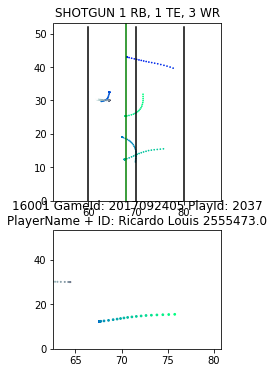 SHOTGUN 1 RB, 1 TE, 3 WR
50
40
30
20
10
0
60 70 80
16001 GameId: 2017092405 PlayId: 2037
PlayerName + ID: Ricardo Louis 2555473.0
40
20
0
65 70 75 80